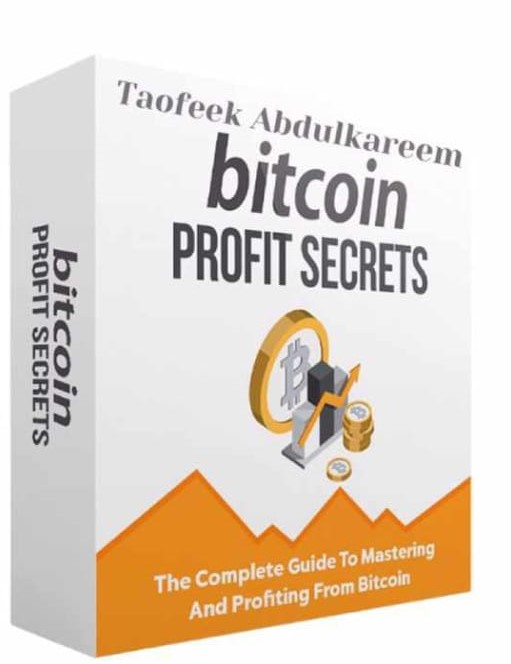 Taofeek Abdulkareem
bitcoin
PROFIT SECRETS
bitcoin
PROFIT SECRETS
The Complete Guide To Mastering
And Profiting From Bitcoin